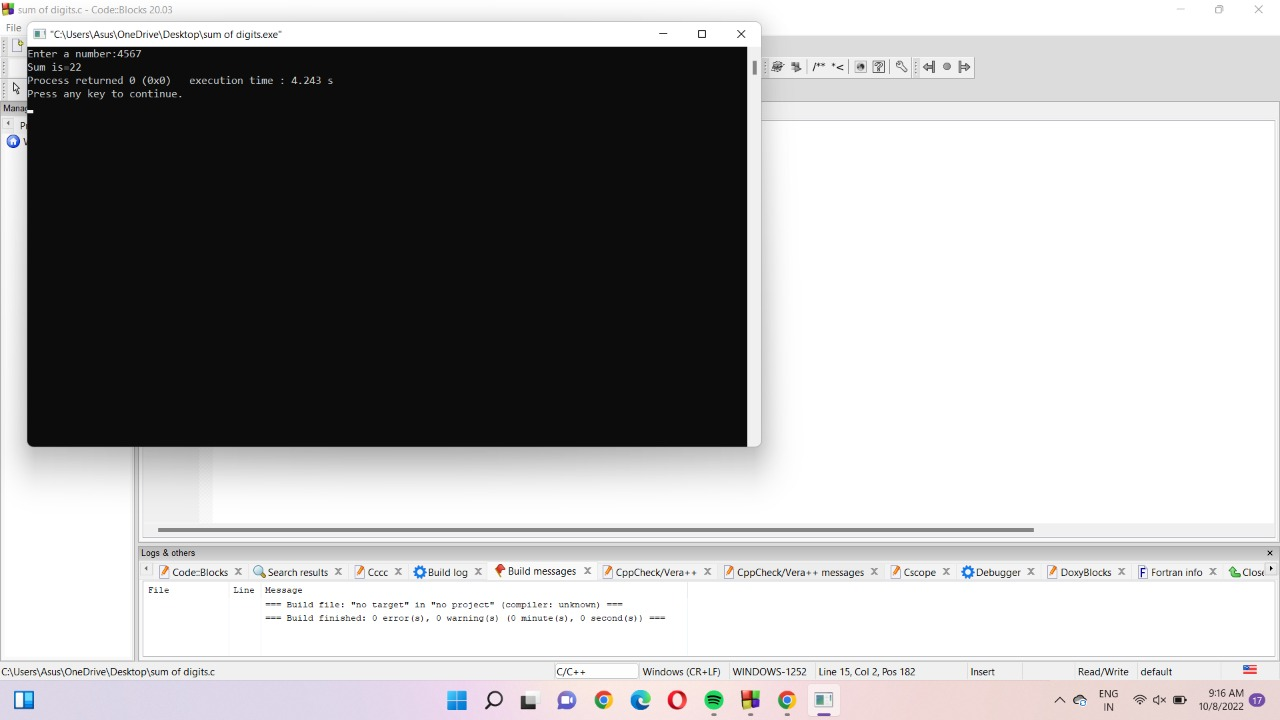 sum of digits.c - Code::Blocks 20.03
File
"C:\Users\Asus\OneDrive\Desktop\sum of digits.exe"
Enter a number:4567
Sum is=22
Process returned 0 (0x0)   execution time : 4.243 s
Press any key to continue.
/** *<
Logs & others
Code::Blocks Search results Cccc Build log Build messages CppCheck/Vera++ CppCheck/Vera++ messages Cscope Debugger DoxyBlocks Fortran info
File Line Message
=== Build file: "no target" in "no project" (compiler: unknown) ===
=== Build finished: 0 error(s), 0 warning(s) (0 minute(s), 0 second(s)) ===
C:\Users\Asus\OneDrive\Desktop\sum of digits.c C/C++ Windows (CR+LF) WINDOWS-1252 Line 15, Col 2, Pos 182 Insert Read/Write default
ENG
IN
9:16 AM
10/8/2022 17